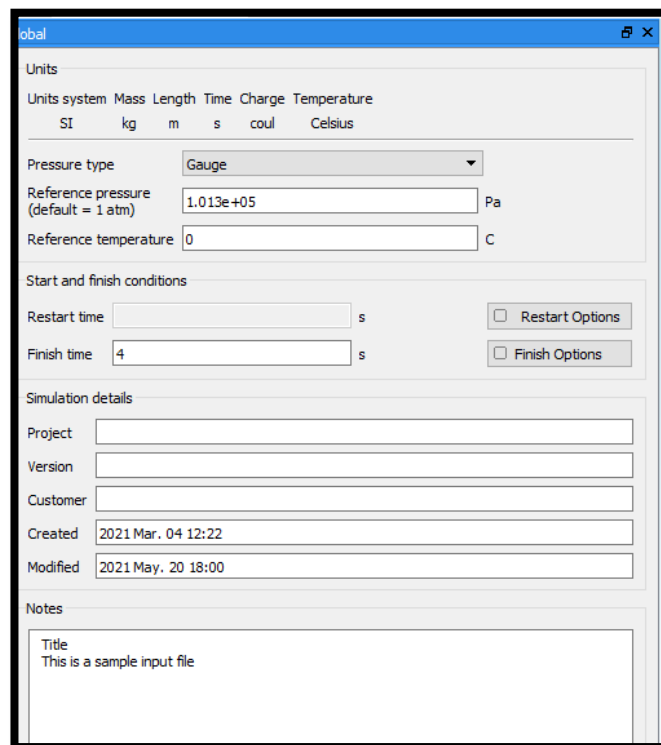 obal
Units
Units system Mass Length Time Charge Temperature
SI kg m s coul Celsius
Pressure type Gauge
Reference pressure
(default = 1 atm) 1.013e+05 Pa
Reference temperature 0 C
Start and finish conditions
Restart time s Restart Options
Finish time 4 s Finish Options
Simulation details
Project
Version
Customer
Created 2021 Mar. 04 12:22
Modified 2021 May. 20 18:00
Notes
Title
This is a sample input file